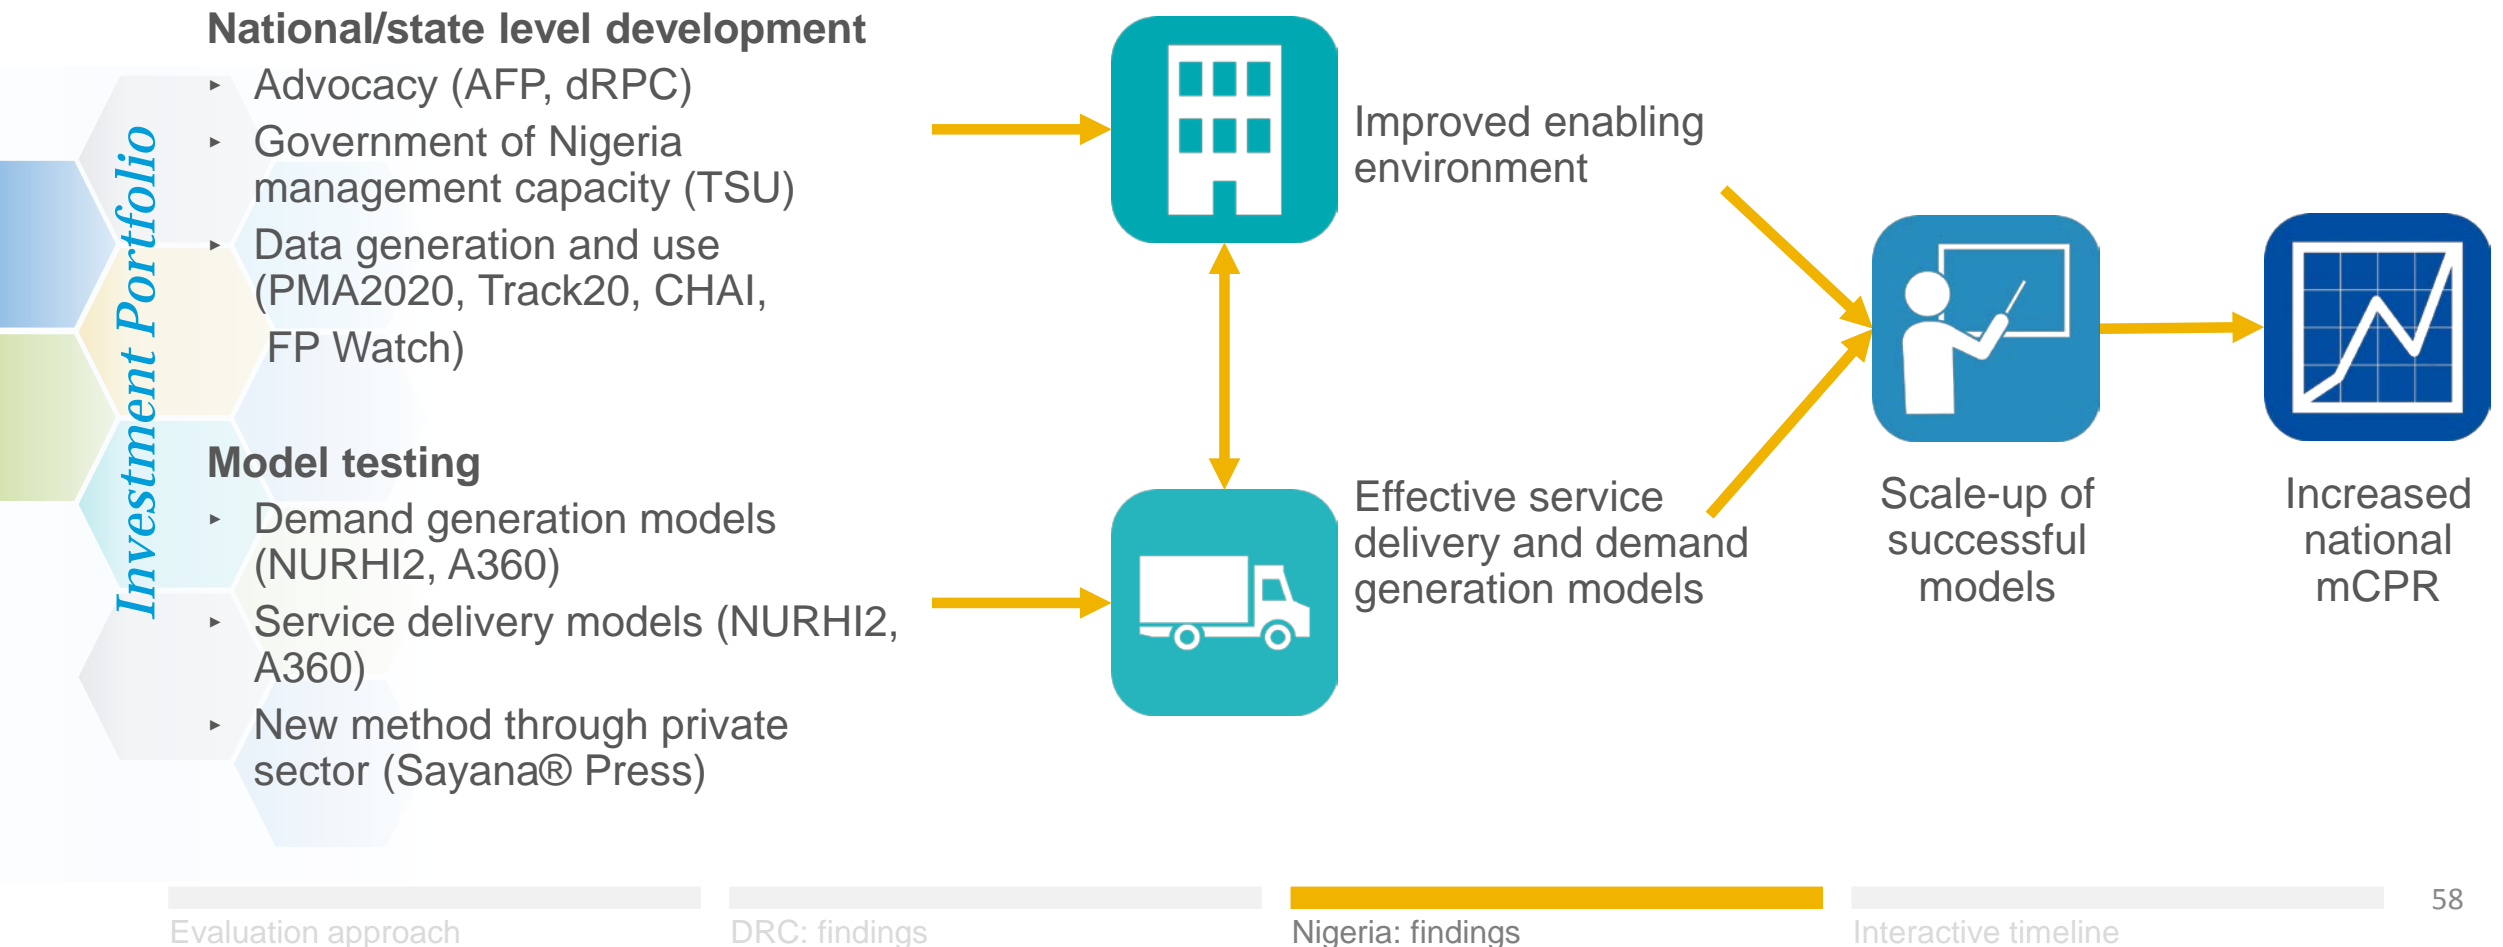 Investment Portfolio
National/state level development
‣ Advocacy (AFP, dRPC)
‣ Government of Nigeria
management capacity (TSU)
‣ Data generation and use
(PMA2020, Track20, CHAI,
FP Watch)
Model testing
‣ Demand generation models
(NURHI2, A360)
‣ Service delivery models (NURHI2,
A360)
‣ New method through private
sector (Sayana® Press)
Improved enabling
environment
Effective service
delivery and demand
generation models
Scale-up of
successful
models
Increased
national
mCPR
Evaluation approach
DRC: findings
Nigeria: findings
Interactive timeline
58